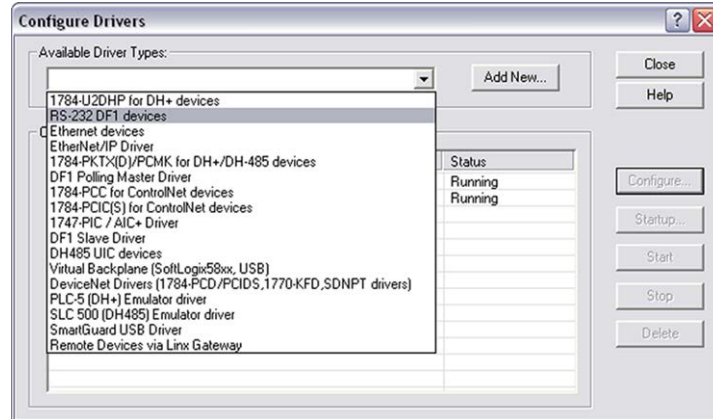 Configure Drivers
Available Driver Types:
Close
Add New...
Help
1784-U2DHP for DH+ devices
RS-232 DF1 devices
Ethernet devices
EtherNet/IP Driver
1784-PKTX(D)/PCMK for DH+/DH-485 devices
Status
DF1 Polling Master Driver
Running
Configure...
1784-PCC for ControlNet devices
Running
1784-PCIC(S) for ControlNet devices
1747-PIC / AIC+ Driver
Startup...
DF1 Slave Driver
DH485 UIC devices
Start
Virtual Backplane (SoftLogix58xx, USB)
DeviceNet Drivers (1784-PCD/PCIDS,1770-KFD,SDNPT drivers)
PLC-5 (DH+) Emulator driver
Stop
SLC 500 (DH485) Emulator driver
SmartGuard USB Driver
Delete
Remote Devices via Linx Gateway